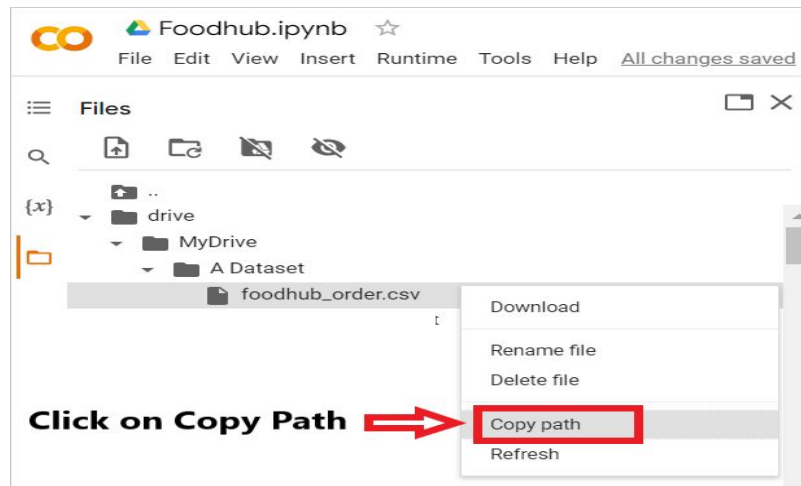 Foodhub.ipynb
File Edit View Insert Runtime Tools Help All changes saved
Files
{x}
..
drive
MyDrive
A Dataset
foodhub_order.csv
Download
Rename file
Delete file
Click on Copy Path
Copy path
Refresh